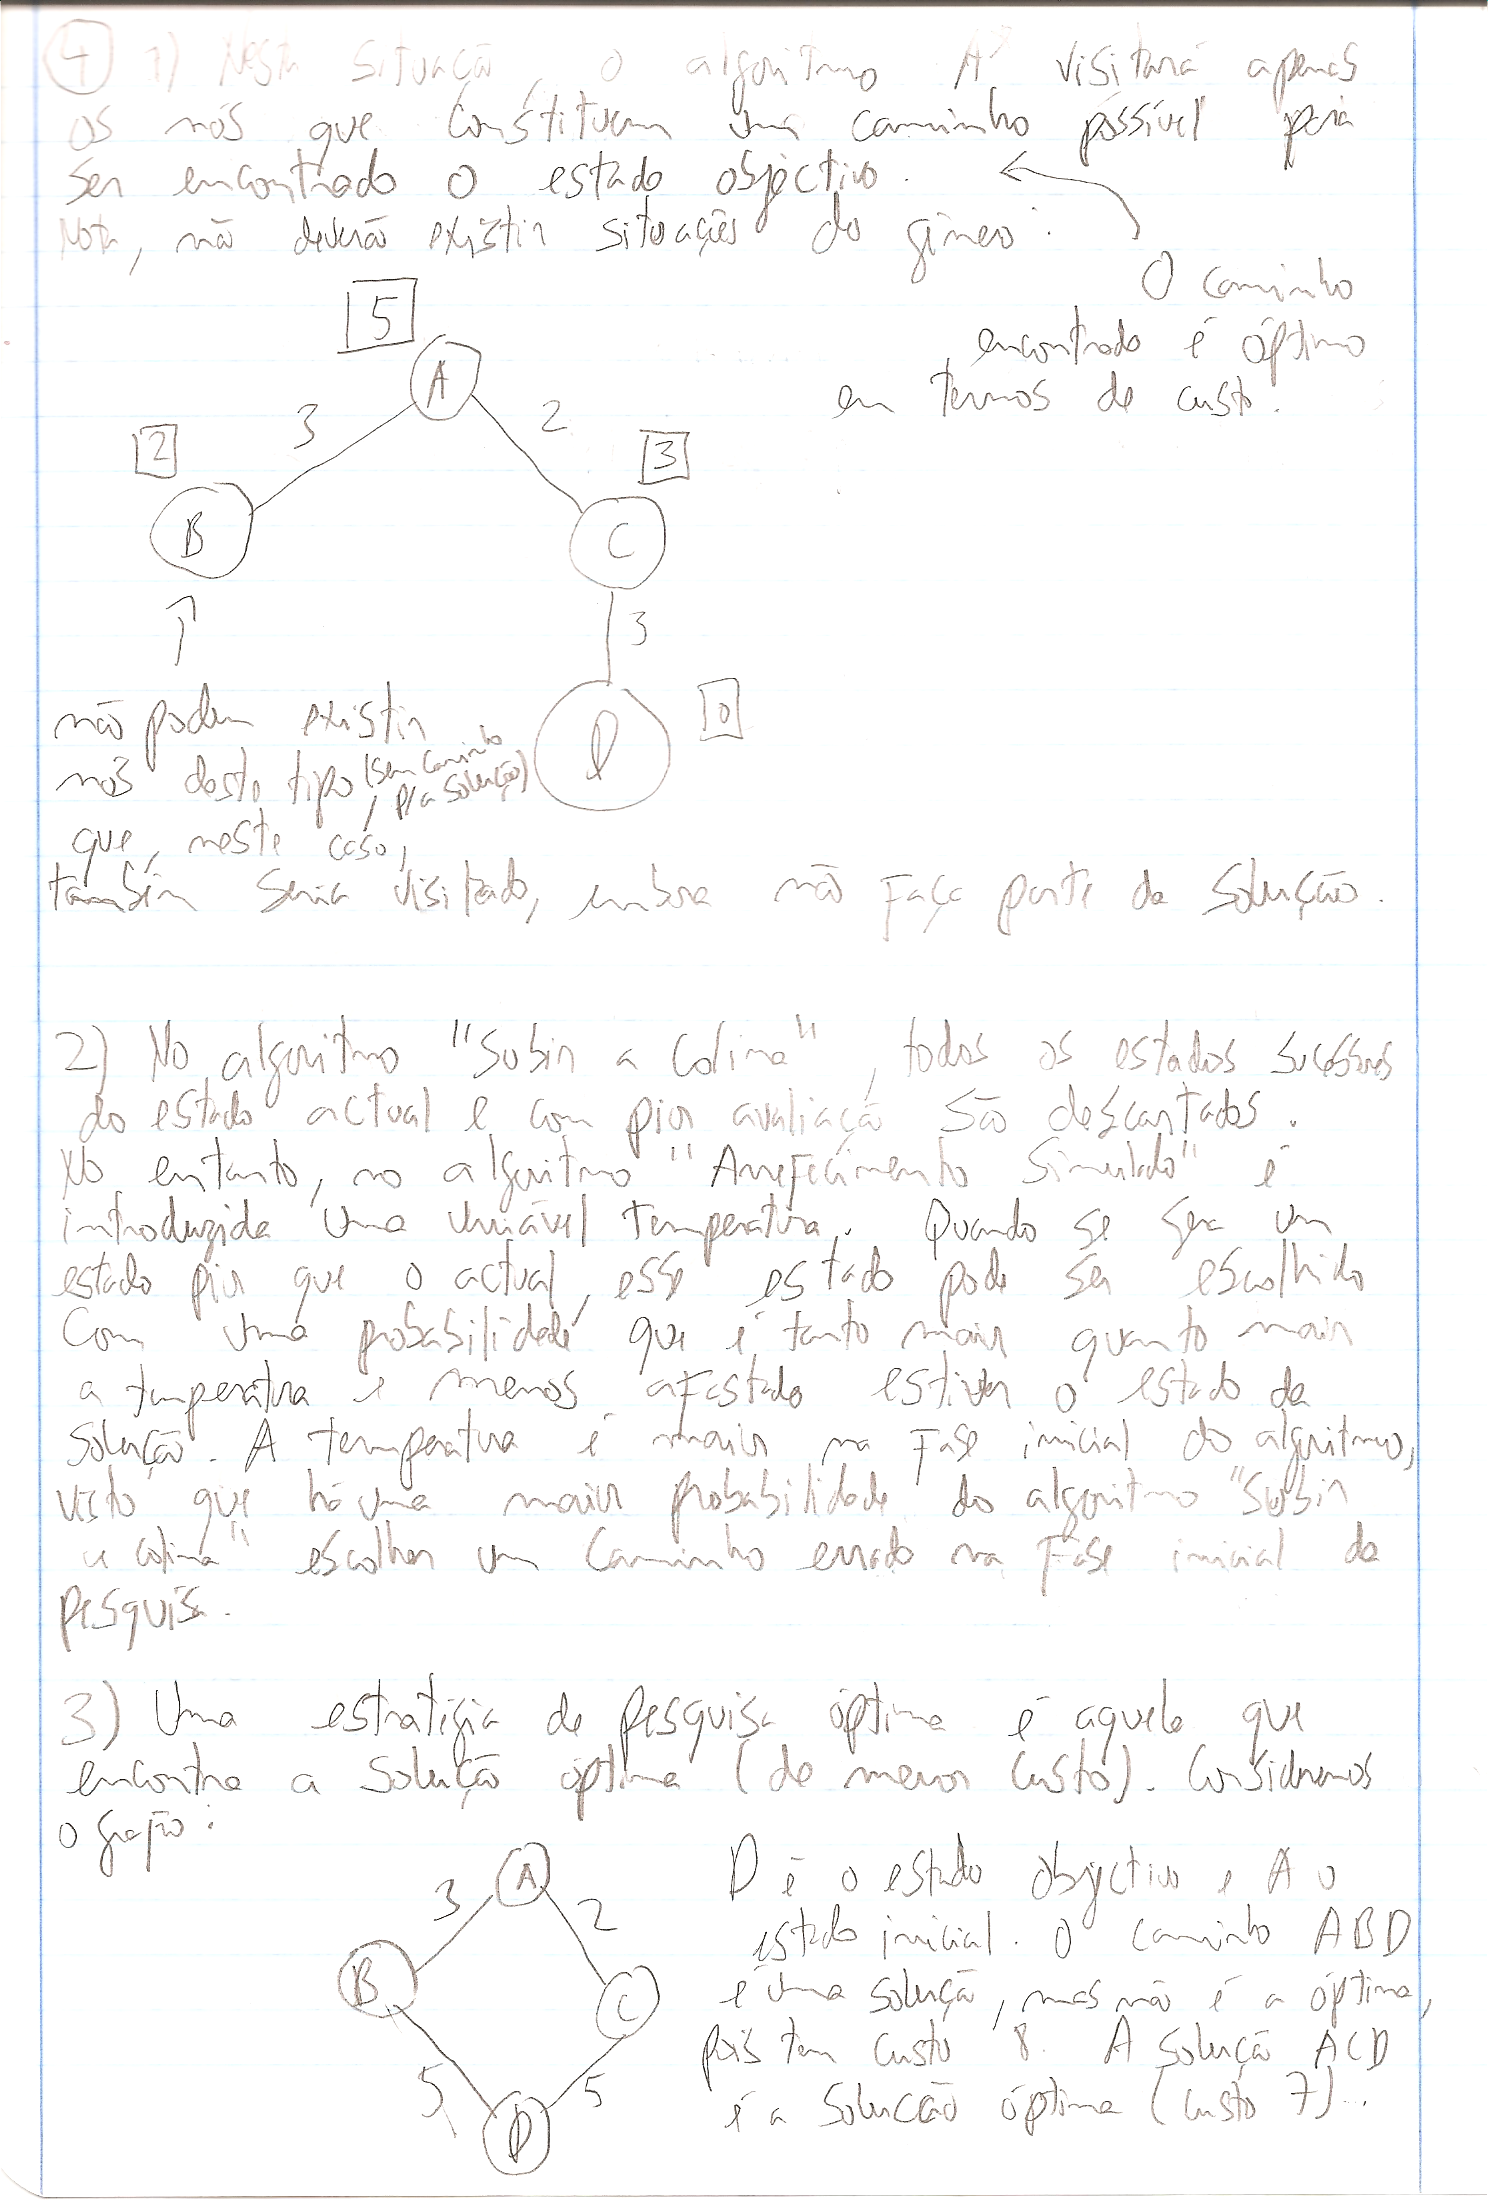 4 1) Nesta situação, o algoritmo A* visitará apenas
os nós que constituem um caminho possível para
ser encontrado o estado objectivo.
Nota, não deverão existir situações do género:
O caminho
encontrado é óptimo
em termos de custo.
5
A
3
2
2
3
B
C
3
D
0
não podem existir
nós deste tipo (sem caminho
p/a solução)
que, neste caso,
também seria visitado, embora não faça parte da solução.
2) No algoritmo "Subir a Colina", todos os estados sucessores
do estado actual e com pior avaliação são descartados.
No entanto, no algoritmo "Arrefecimento Simulado" é
introduzida uma variável temperatura. Quando se gera um
estado pior que o actual, esse estado pode ser escolhido
com uma probabilidade que é tanto maior quanto maior
a temperatura e menos afastado estiver o estado da
solução. A temperatura é maior na fase inicial do algoritmo,
visto que há uma maior probabilidade do algoritmo "Subir
a colina" escolher um caminho errado na fase inicial da
pesquisa.
3) Uma estratégia de pesquisa óptima é aquela que
encontra a solução óptima (de menor custo). Consideremos
o grafo:
A
3
2
B
C
5
5
D
D é o estado objectivo e A o
estado inicial. O caminho ABD
é uma solução, mas não é a óptima,
pois tem custo 8. A solução ACD
é a solução óptima (custo 7)...